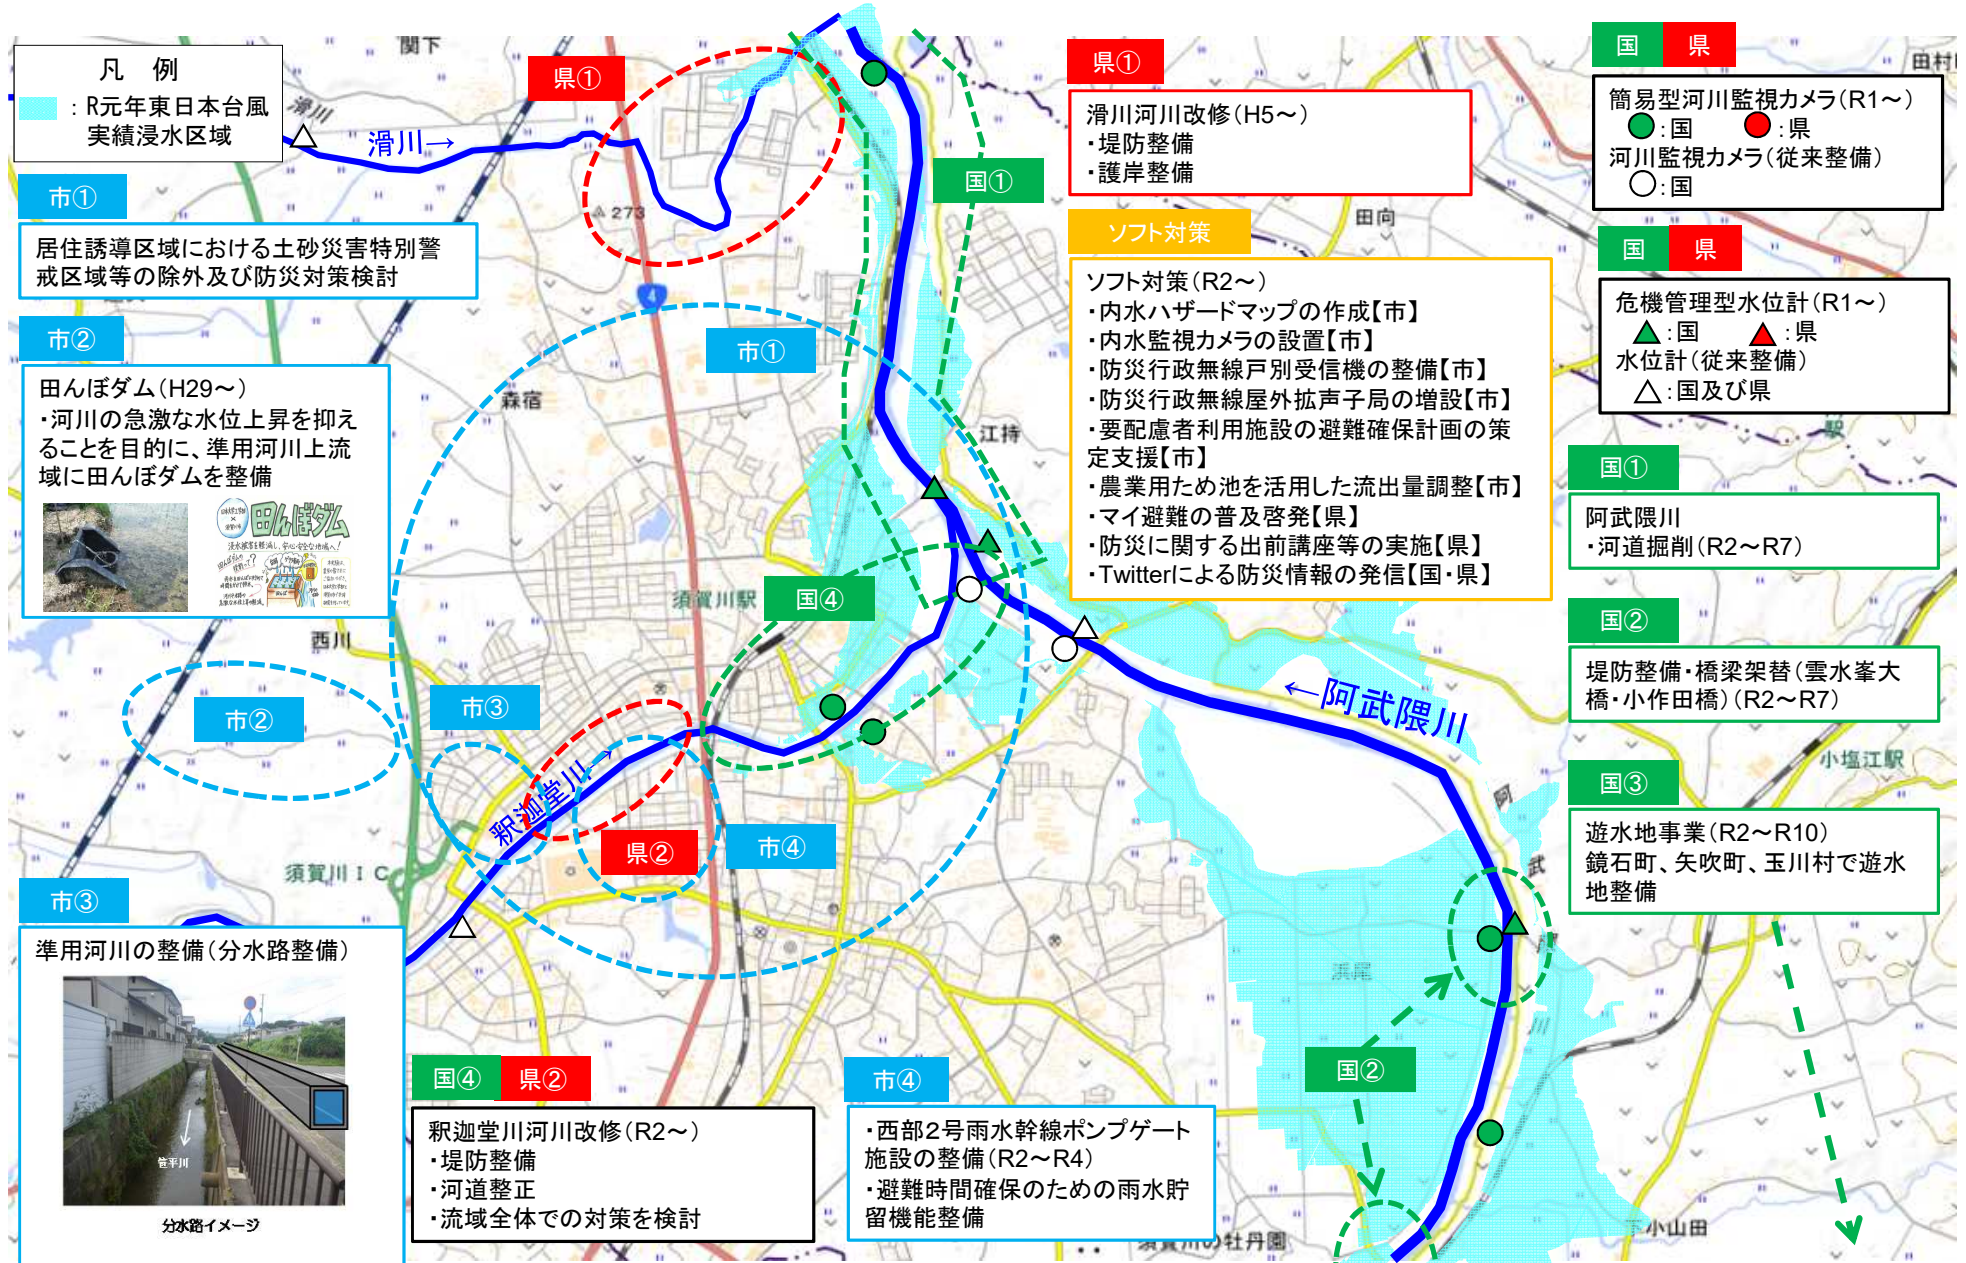 凡　例
：R元年東日本台風
実績浸水区域
関下
滑川
滑川→
県①
273
4
国①
市①
居住誘導区域における土砂災害特別警
戒区域等の除外及び防災対策検討
市②
田んぼダム（H29～）
・河川の急激な水位上昇を抑え
ることを目的に、準用河川上流
域に田んぼダムを整備
田んぼダム
市①
森宿
江持
須賀川駅
国④
西川
市②
市③
釈迦堂川→
県②
市④
須賀川ＩＣ
←阿武隈川
阿
武
浜尾
国②
小塩江駅
小山田
須賀川の牡丹園
田向
田村
駅
市③
準用河川の整備（分水路整備）
笹平川
分水路イメージ
国④
県②
釈迦堂川河川改修（R2～）
・堤防整備
・河道整正
・流域全体での対策を検討
市④
・西部２号雨水幹線ポンプゲート
施設の整備（R2～R4）
・避難時間確保のための雨水貯
留機能整備
県①
滑川河川改修（H5～）
・堤防整備
・護岸整備
ソフト対策
ソフト対策（R2～）
・内水ハザードマップの作成【市】
・内水監視カメラの設置【市】
・防災行政無線戸別受信機の整備【市】
・防災行政無線屋外拡声子局の増設【市】
・要配慮者利用施設の避難確保計画の策
定支援【市】
・農業用ため池を活用した流出量調整【市】
・マイ避難の普及啓発【県】
・防災に関する出前講座等の実施【県】
・Twitterによる防災情報の発信【国・県】
国
県
簡易型河川監視カメラ（R1～）
：国　：県
河川監視カメラ（従来整備）
：国
国
県
危機管理型水位計（R1～）
：国　：県
水位計（従来整備）
：国及び県
国①
阿武隈川
・河道掘削（R2～R7）
国②
堤防整備・橋梁架替（雲水峯大
橋・小作田橋）（R2～R7）
国③
遊水地事業（R2～R10）
鏡石町、矢吹町、玉川村で遊水
地整備